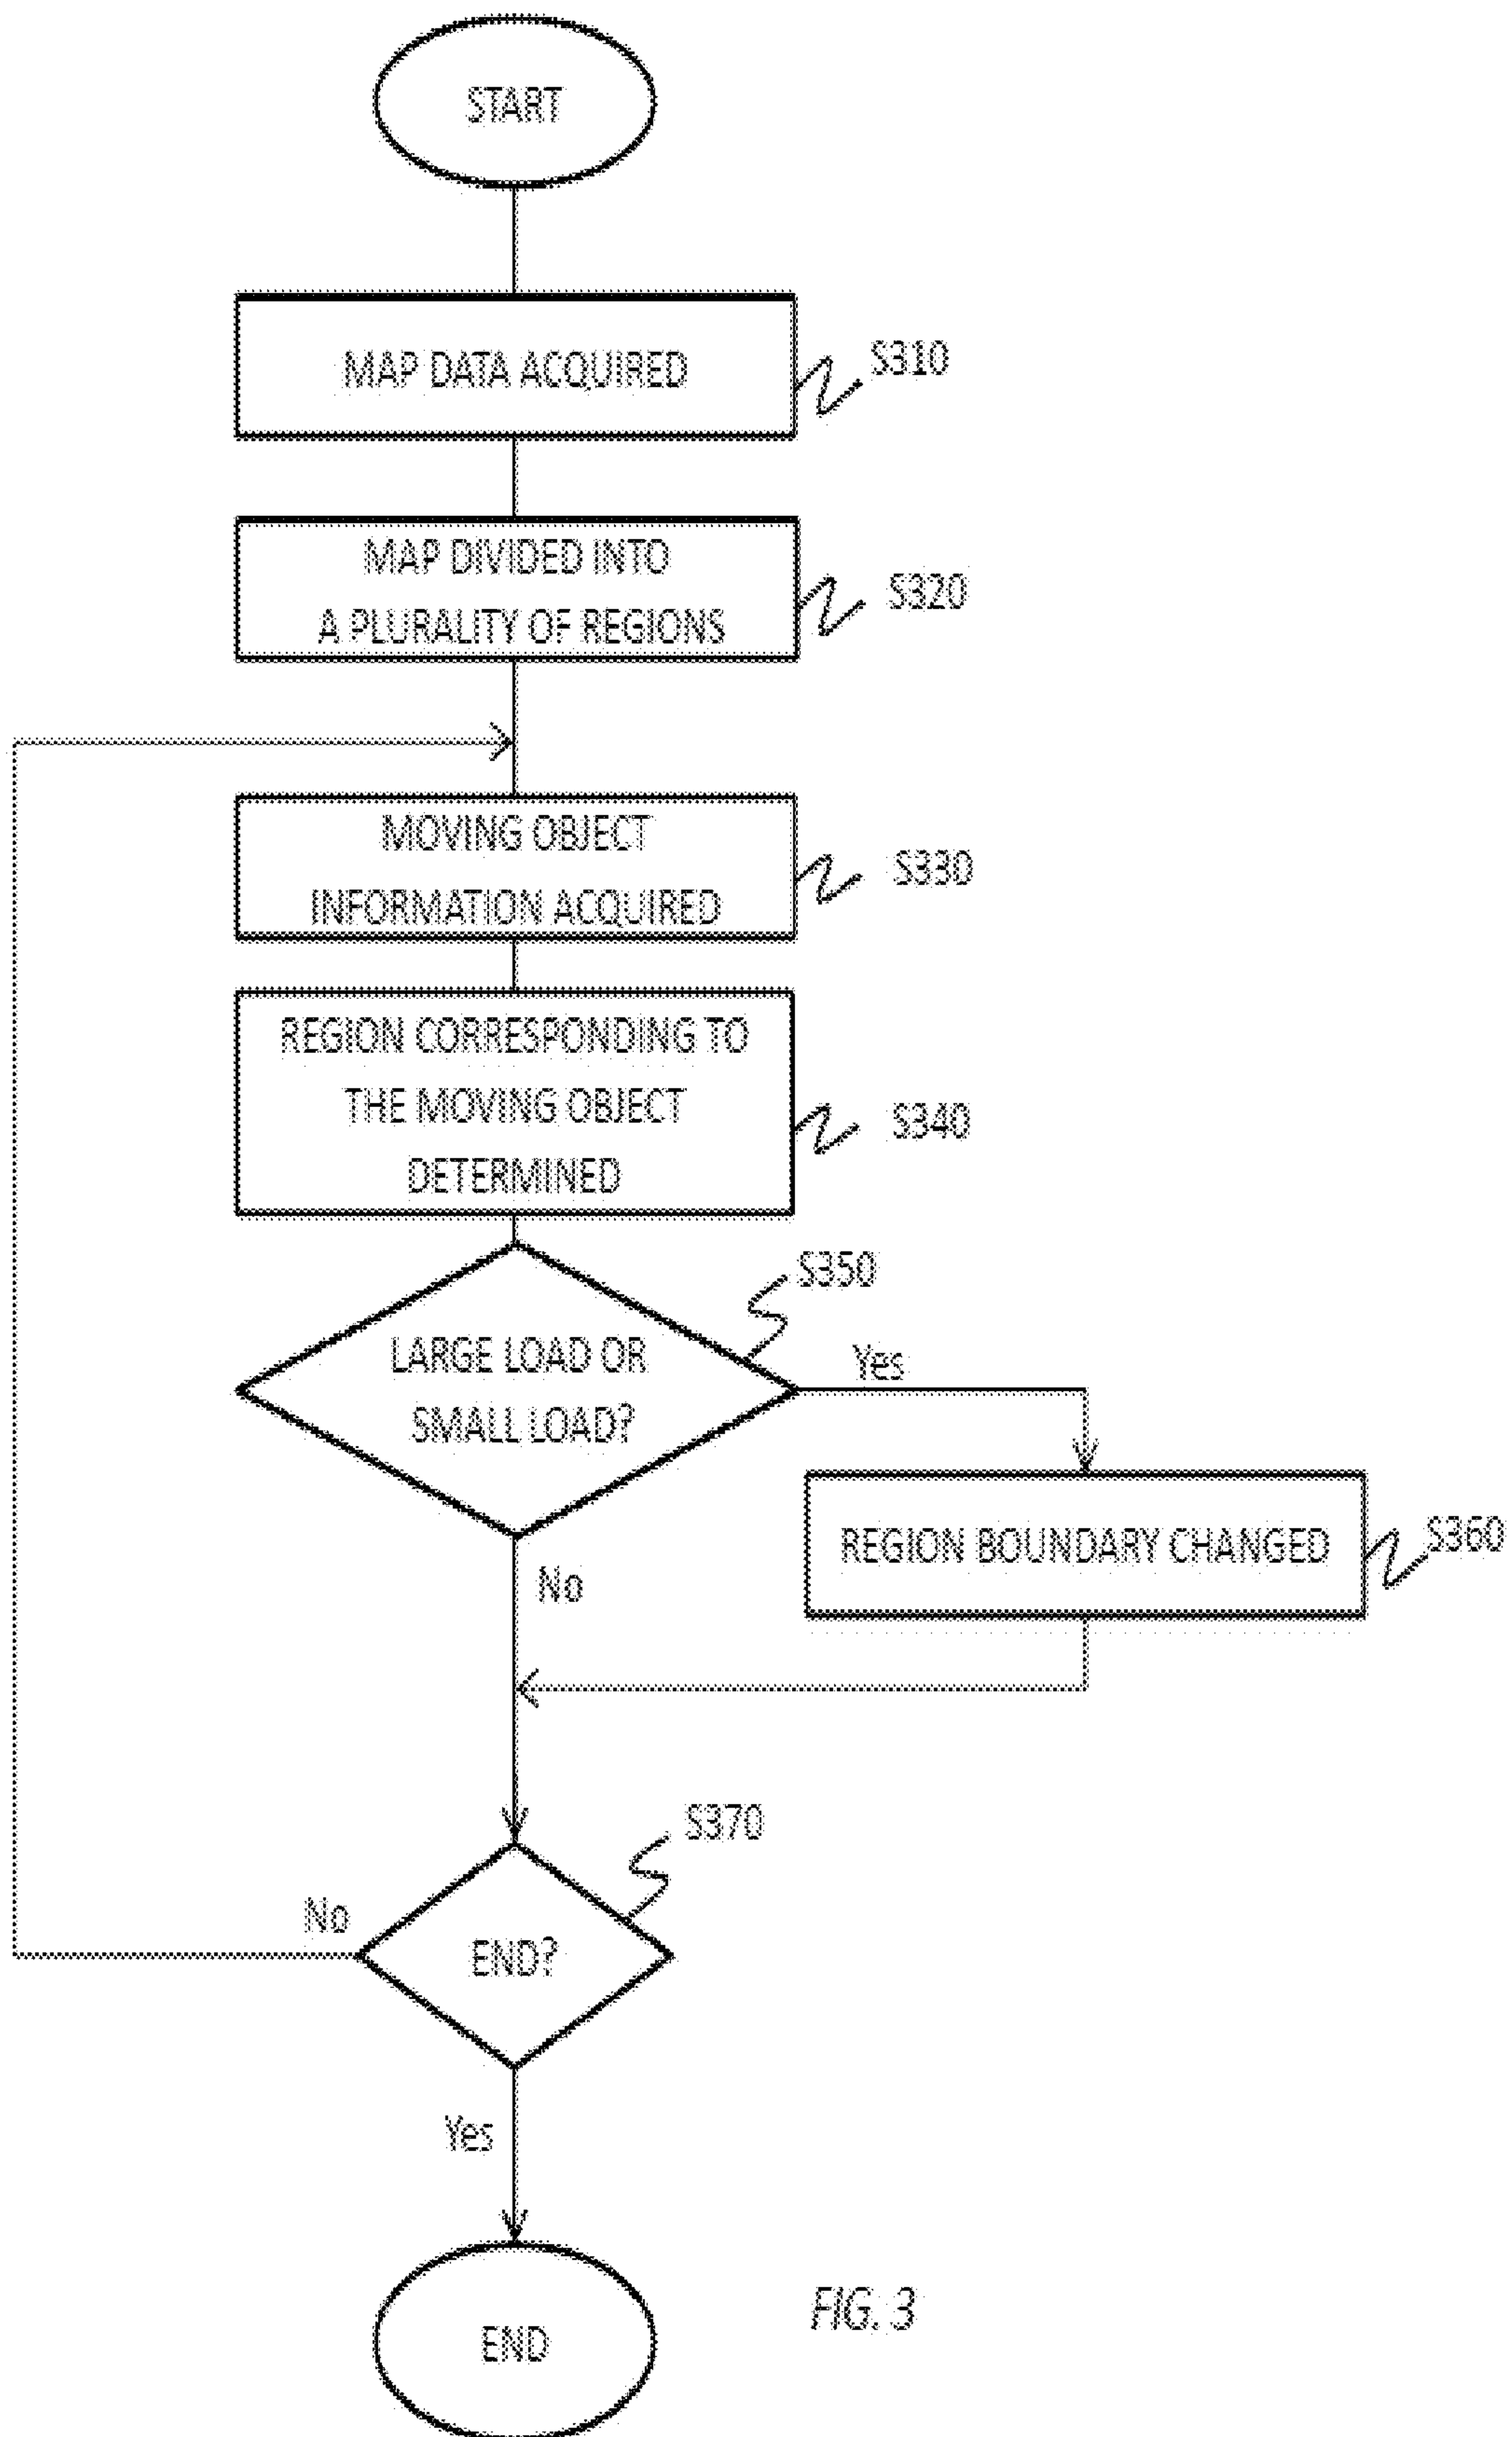 START
MAP DATA ACQUIRED
S310
MAP DIVIDED INTO
A PLURALITY OF REGIONS
S320
MOVING OBJECT
INFORMATION ACQUIRED
S330
REGION CORRESPONDING TO
THE MOVING OBJECT
DETERMINED
S340
S350
LARGE LOAD OR
SMALL LOAD?
Yes
REGION BOUNDARY CHANGED
S360
No
S370
No
END?
Yes
END
FIG. 3